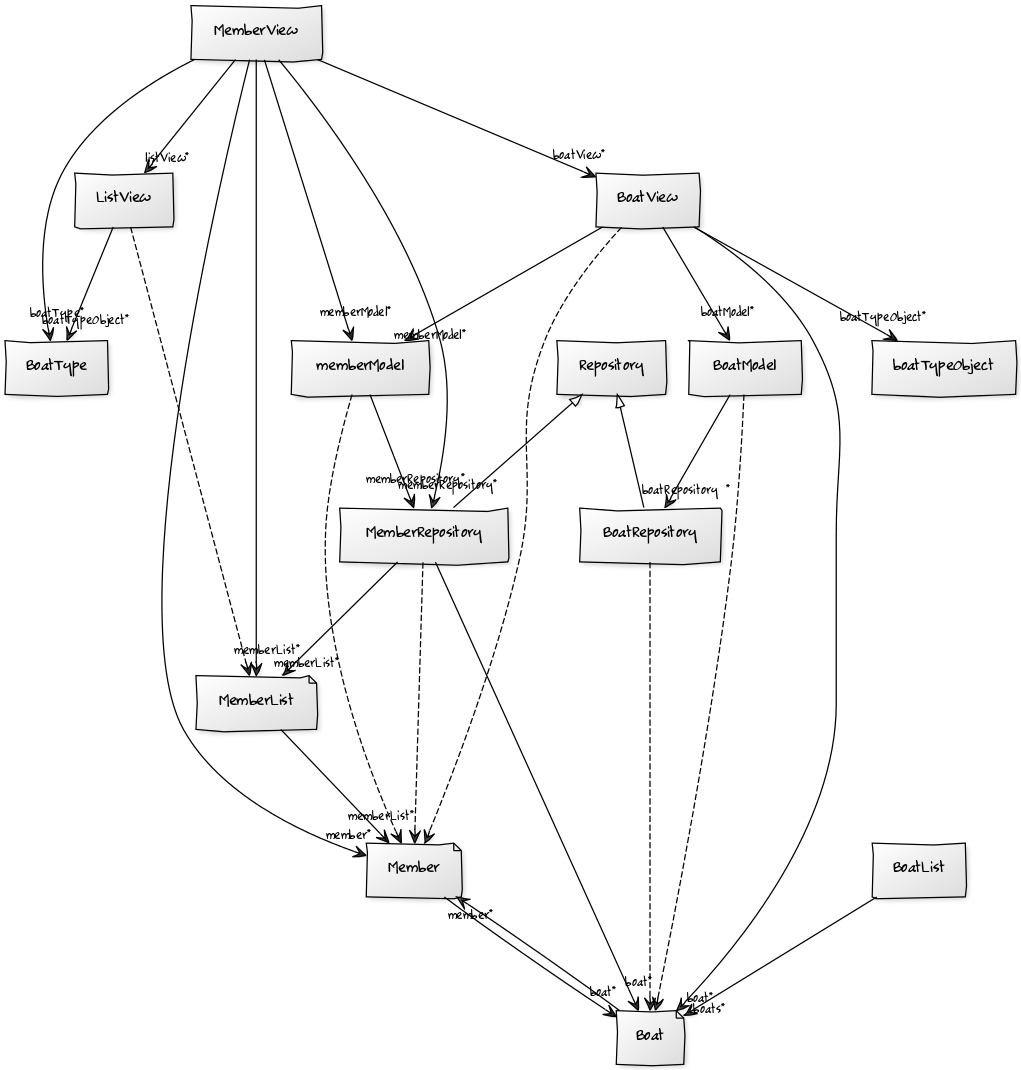 MemberView
listView*
boatView*
ListView
BoatView
boatType*
boatTypeObject*
memberModel*
memberModel*
boatModel*
boatTypeObject*
BoatType
memberModel
Repository
BoatModel
boatTypeObject
memberRepository*
memberRepository*
boatRepository *
MemberRepository
BoatRepository
memberList*
memberList*
MemberList
memberList*
member*
Member
BoatList
member*
boat*
boat*
boat*
boats*
Boat